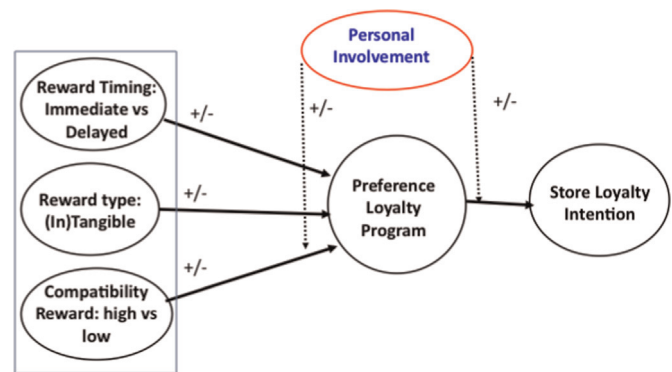 Personal
Involvement
Reward Timing:
Immediate vs
Delayed
+/-
+/-
+/-
Reward type:
(In)Tangible
+/-
Preference
Loyalty
Program
Store Loyalty
Intention
+/-
Compatibility
Reward: high vs
low